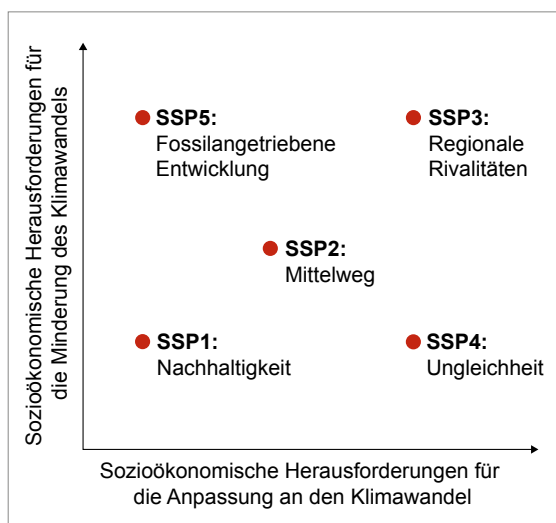 Sozioökonomische Herausforderungen für
die Minderung des Klimawandels
SSP5:
Fossilangetriebene
Entwicklung
SSP3:
Regionale
Rivalitäten
SSP2:
Mittelweg
SSP1:
Nachhaltigkeit
SSP4:
Ungleichheit
Sozioökonomische Herausforderungen für
die Anpassung an den Klimawandel